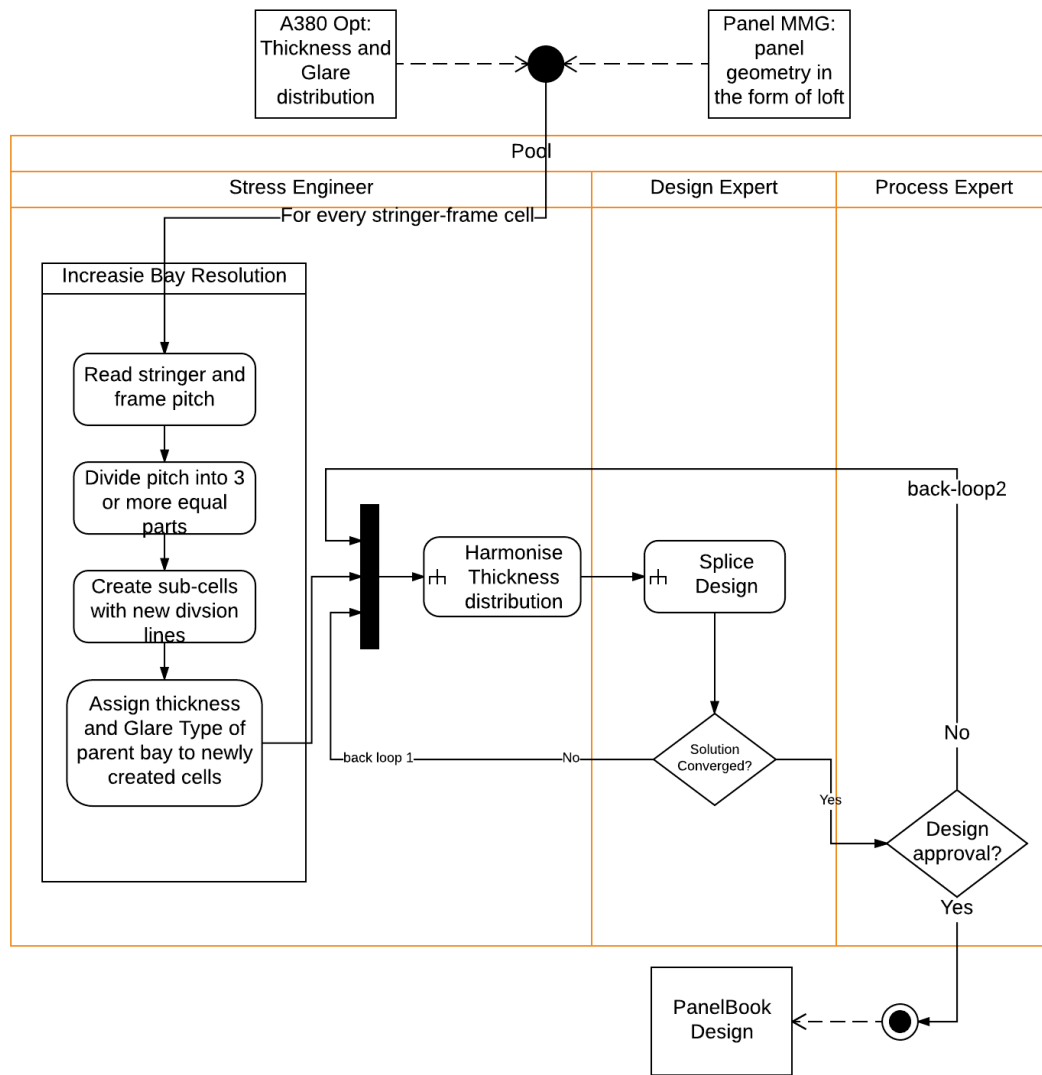 A380 Opt:
Thickness and
Glare
distribution
Panel MMG:
panel
geometry in
the form of loft
Pool
Stress Engineer
Design Expert
Process Expert
For every stringer-frame cell
Increasie Bay Resolution
Read stringer and
frame pitch
Divide pitch into 3
or more equal
parts
Create sub-cells
with new divsion
lines
Assign thickness
and Glare Type of
parent bay to newly
created cells
Harmonise
Thickness
distribution
Splice
Design
back-loop2
Solution
Converged?
No
back loop 1
Yes
No
Design
approval?
Yes
PanelBook
Design